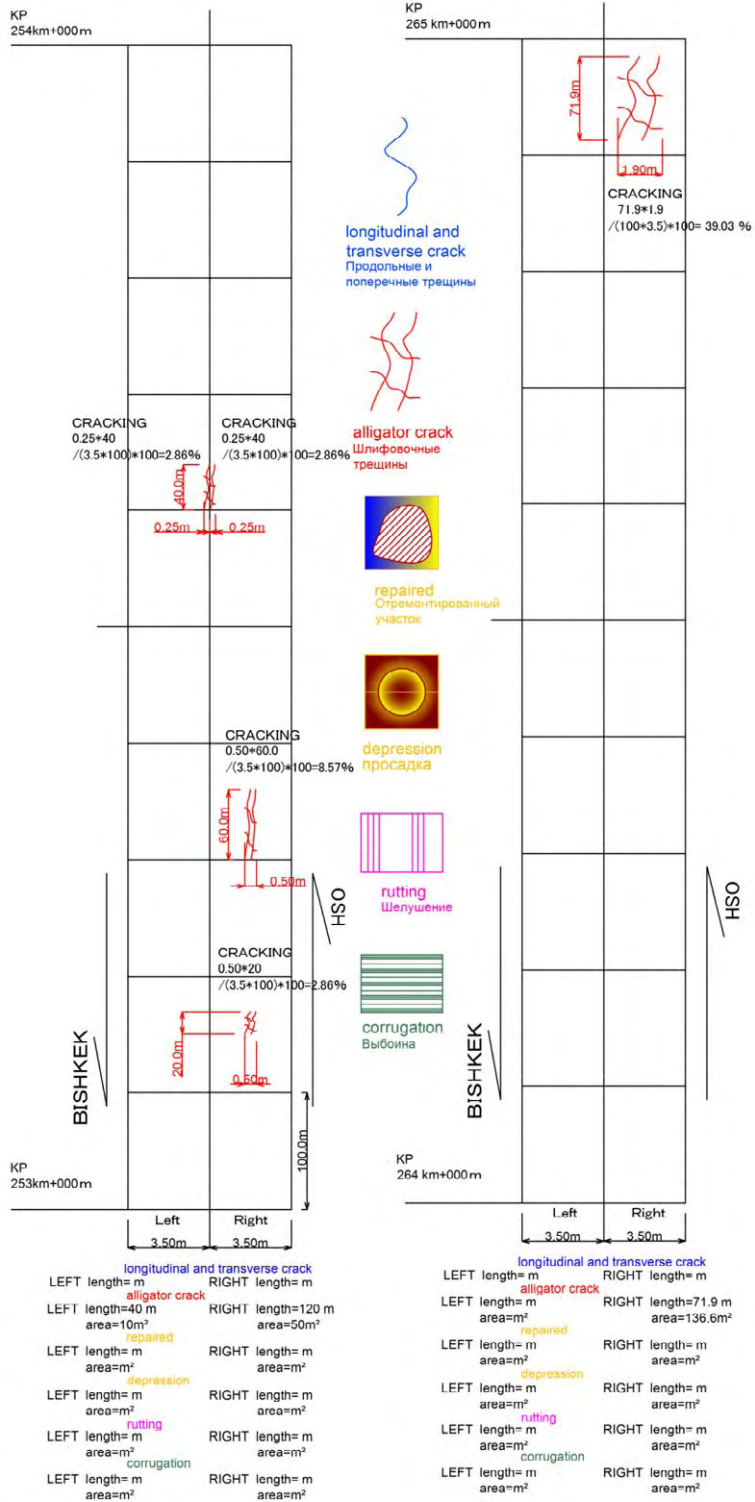 KP
254km+000m
CRACKING
0.25*40
/(3.5*100)*100=2.86%
CRACKING
0.25*40
/(3.5*100)*100=2.86%
40.0m
0.25m
0.25m
CRACKING
0.50*60.0
/(3.5*100)*100=8.57%
60.0m
0.50m
HSO
CRACKING
0.50*20
/(3.5*100)*100=2.86%
20.0m
0.50m
BISHKEK
100.0m
KP
253km+000m
Left
Right
3.50m
3.50m
longitudinal and transverse crack
LEFT length= m
RIGHT length= m
alligator crack
LEFT length=40 m
area=10m²
RIGHT length=120 m
area=50m²
repaired
LEFT length= m
area=m²
RIGHT length= m
area=m²
depression
LEFT length= m
area=m²
RIGHT length= m
area=m²
rutting
LEFT length= m
area=m²
RIGHT length= m
area=m²
corrugation
LEFT length= m
area=m²
RIGHT length= m
area=m²
longitudinal and
transverse crack
Продольные и
поперечные трещины
alligator crack
Шлифовочные
трещины
repaired
Отремонтированный
участок
depression
просадка
rutting
Шелушение
corrugation
Выбоина
KP
265 km+000m
71.9m
1.90m
CRACKING
71.9*1.9
/(100*3.5)*100= 39.03 %
HSO
BISHKEK
KP
264 km+000m
Left
Right
3.50m
3.50m
longitudinal and transverse crack
LEFT length= m
RIGHT length= m
alligator crack
LEFT length= m
area=m²
RIGHT length=71.9 m
area=136.6m²
repaired
LEFT length= m
area=m²
RIGHT length= m
area=m²
depression
LEFT length= m
area=m²
RIGHT length= m
area=m²
rutting
LEFT length= m
area=m²
RIGHT length= m
area=m²
corrugation
LEFT length= m
area=m²
RIGHT length= m
area=m²